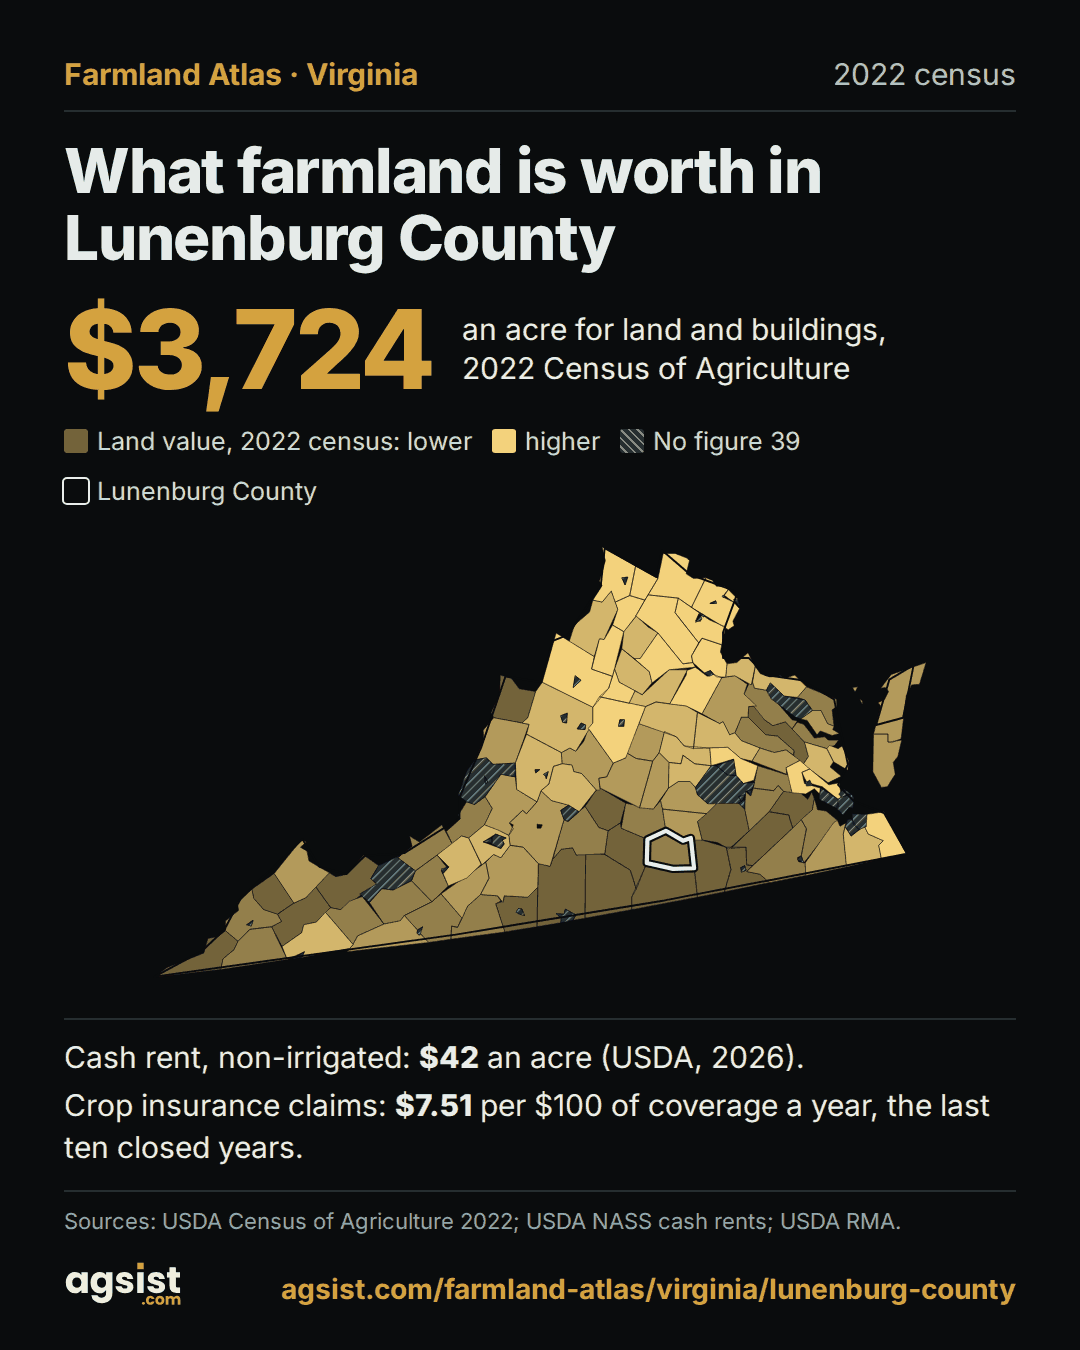 Farmland Atlas · Virginia
2022 census
What farmland is worth in
Lunenburg County
$3,724
an acre for land and buildings,
2022 Census of Agriculture
Land value, 2022 census: lower
higher
No figure 39
Lunenburg County
Cash rent, non-irrigated: $42 an acre (USDA, 2026).
Crop insurance claims: $7.51 per $100 of coverage a year, the last
ten closed years.
Sources: USDA Census of Agriculture 2022; USDA NASS cash rents; USDA RMA.
agsist
.com
agsist.com/farmland-atlas/virginia/lunenburg-county